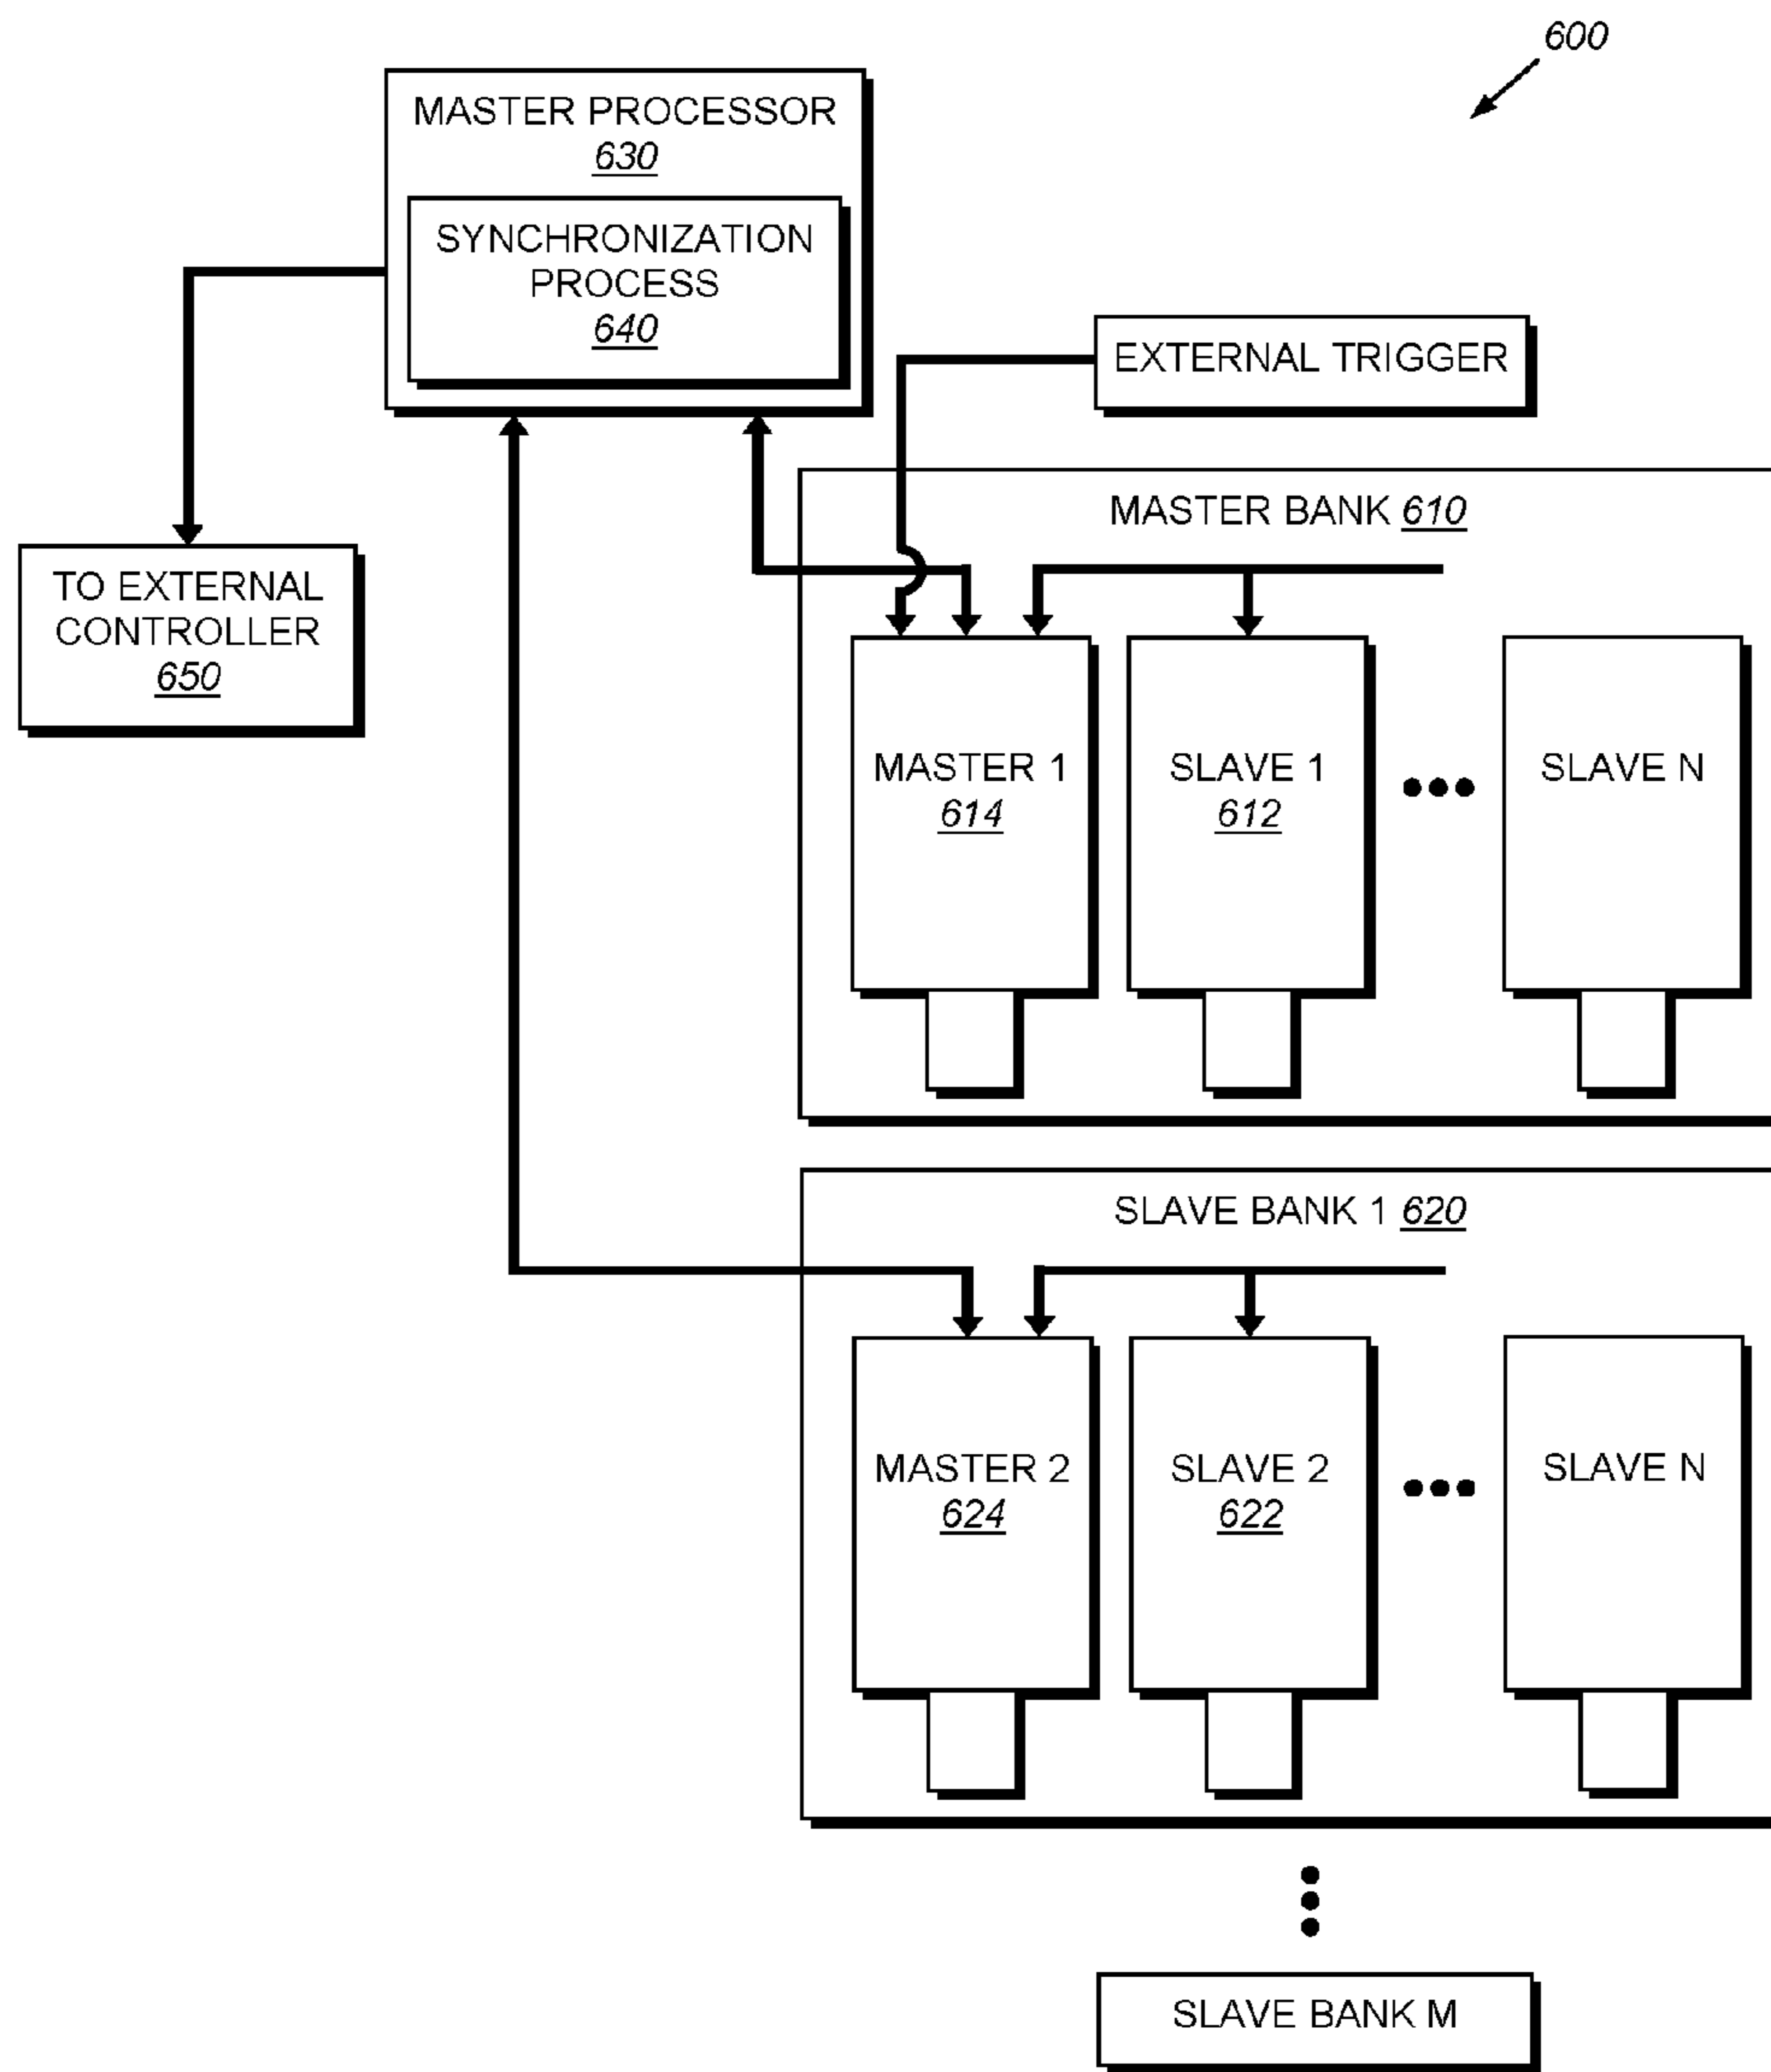 600
MASTER PROCESSOR
630
SYNCHRONIZATION
PROCESS
640
EXTERNAL TRIGGER
MASTER BANK 610
TO EXTERNAL
CONTROLLER
650
MASTER 1
614
SLAVE 1
612
SLAVE N
SLAVE BANK 1 620
MASTER 2
624
SLAVE 2
622
SLAVE N
SLAVE BANK M